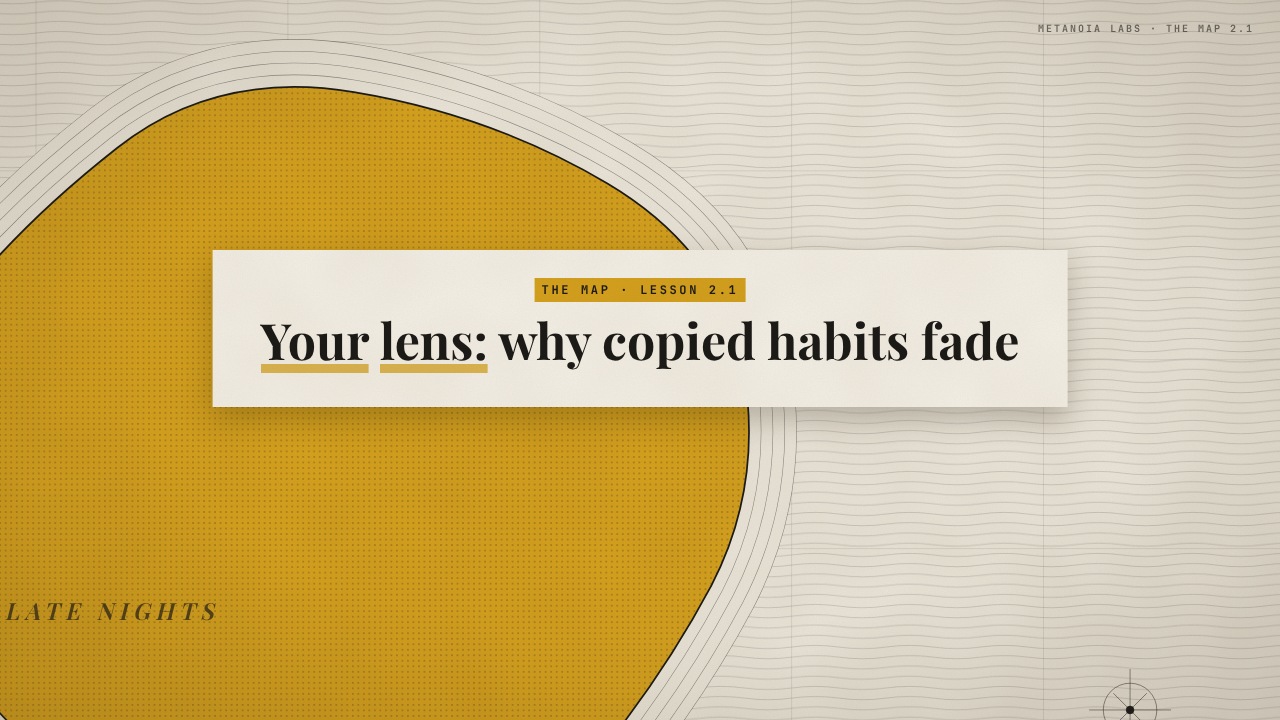 METANOIA LABS · THE MAP 2.1
THE MAP · LESSON 2.1
Your lens: why copied habits fade
LATE NIGHTS